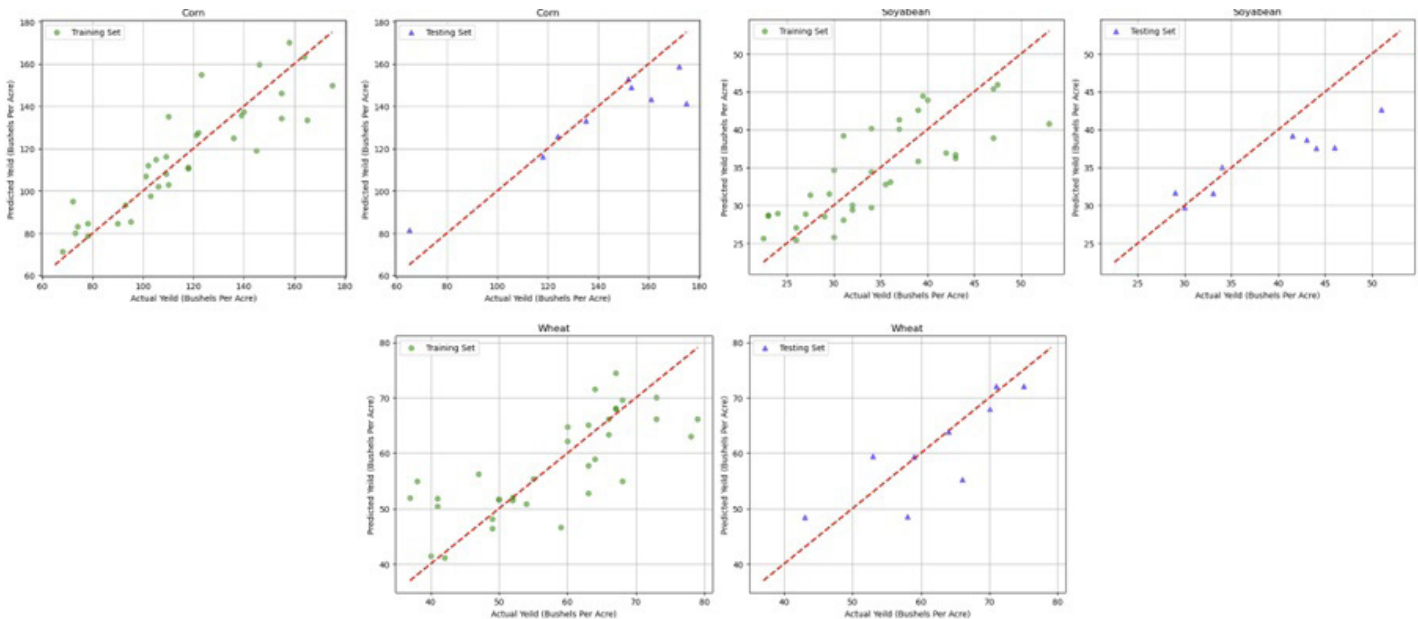 Corn
Training Set
180
160
140
120
100
80
60
Predicted Yeild (Bushels Per Acre)
60 80 100 120 140 160 180
Actual Yeild (Bushels Per Acre)
Corn
Testing Set
180
160
140
120
100
80
60
Predicted Yeild (Bushels Per Acre)
60 80 100 120 140 160 180
Actual Yeild (Bushels Per Acre)
Soyabean
Training Set
50
45
40
35
30
25
Predicted Yeild (Bushels Per Acre)
25 30 35 40 45 50
Actual Yeild (Bushels Per Acre)
Soyabean
Testing Set
50
45
40
35
30
25
Predicted Yeild (Bushels Per Acre)
25 30 35 40 45 50
Actual Yeild (Bushels Per Acre)
Wheat
Training Set
80
70
60
50
40
Predicted Yeild (Bushels Per Acre)
40 50 60 70 80
Actual Yeild (Bushels Per Acre)
Wheat
Testing Set
80
70
60
50
40
Predicted Yeild (Bushels Per Acre)
40 50 60 70 80
Actual Yeild (Bushels Per Acre)